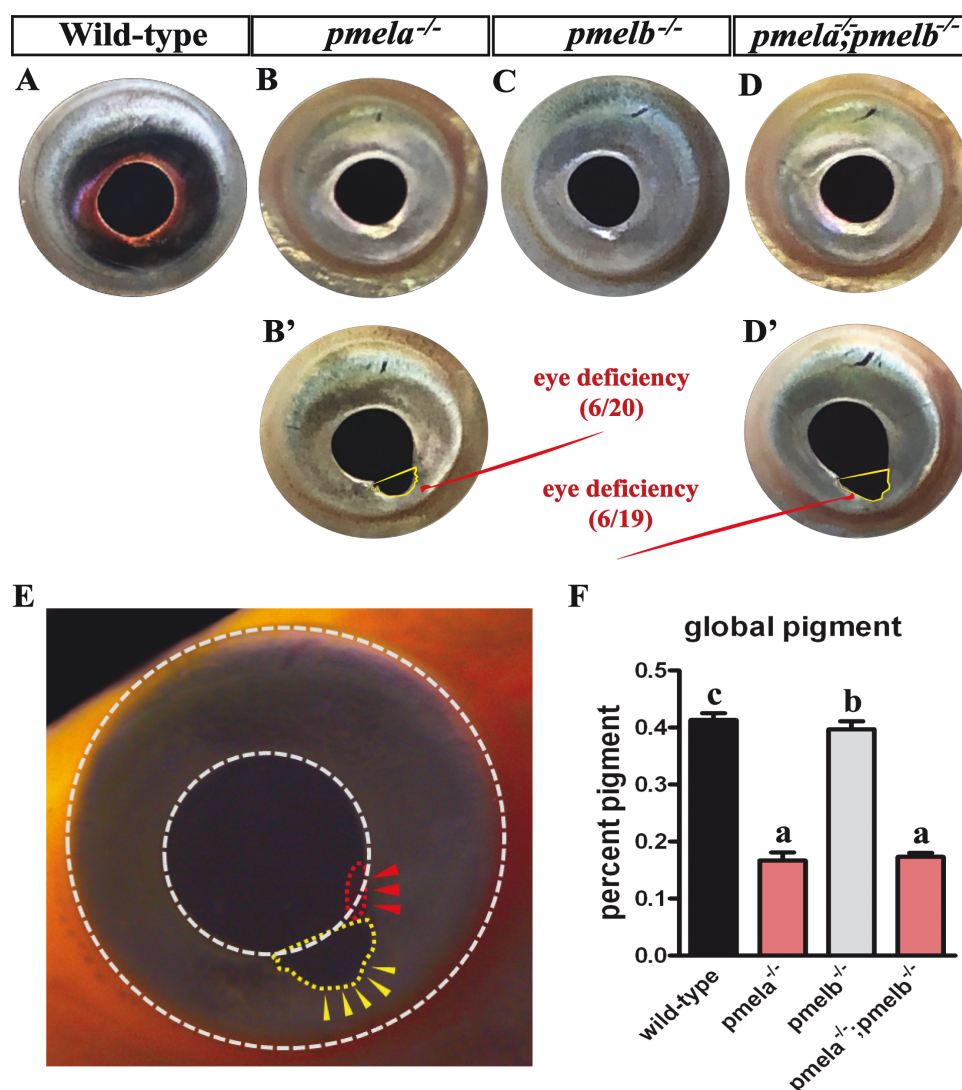 Wild-type pmela-/- pmelb-/- pmela-/-;pmelb-/-
A B C D
B' D'
eye deficiency
(6/20)
eye deficiency
(6/19)
E F
global pigment
percent pigment
0.5
0.4
0.3
0.2
0.1
0.0
c
a
b
a
wild-type
pmela-/-
pmelb-/-
pmela-/-;pmelb-/-